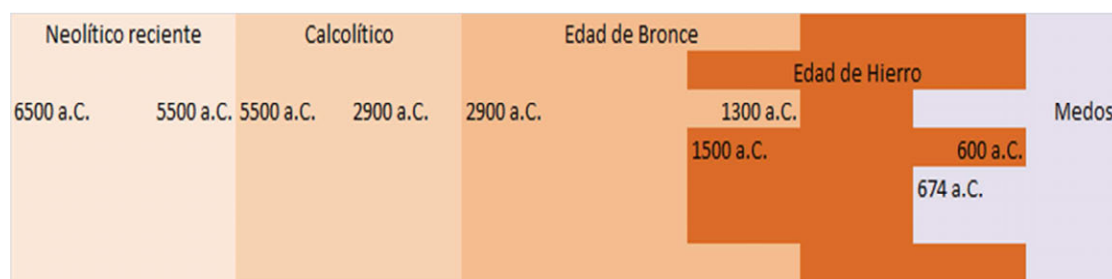 Neolítico reciente Calcolítico Edad de Bronce
Edad de Hierro
6500 a.C. 5500 a.C. 5500 a.C. 2900 a.C. 2900 a.C. 1300 a.C. Medos
1500 a.C. 600 a.C.
674 a.C.